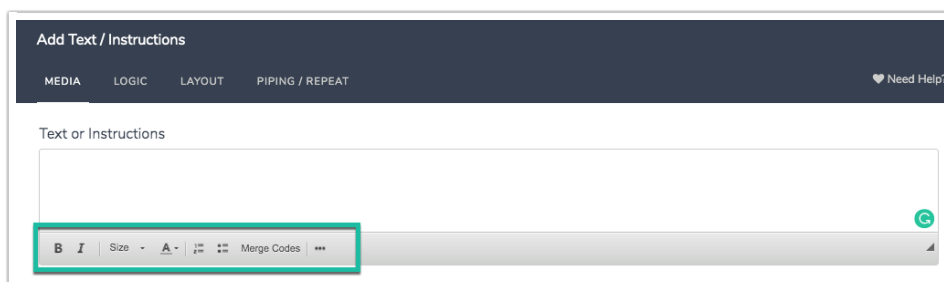 Add Text / Instructions
MEDIA LOGIC LAYOUT PIPING / REPEAT Need Help?
Text or Instructions
B I Size A Merge Codes